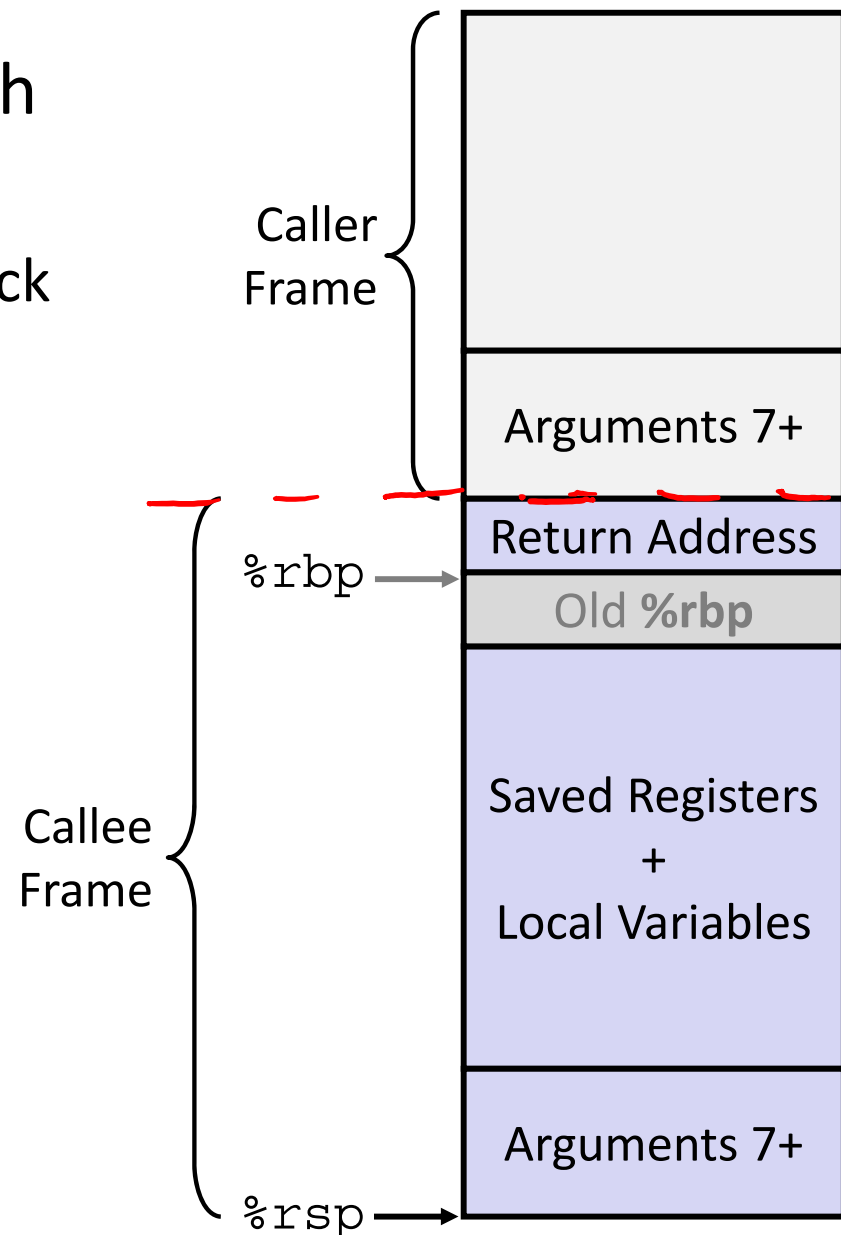 h
ck
Caller
Frame
Arguments 7+
Return Address
%rbp
Old %rbp
Saved Registers
+
Local Variables
Callee
Frame
Arguments 7+
%rsp